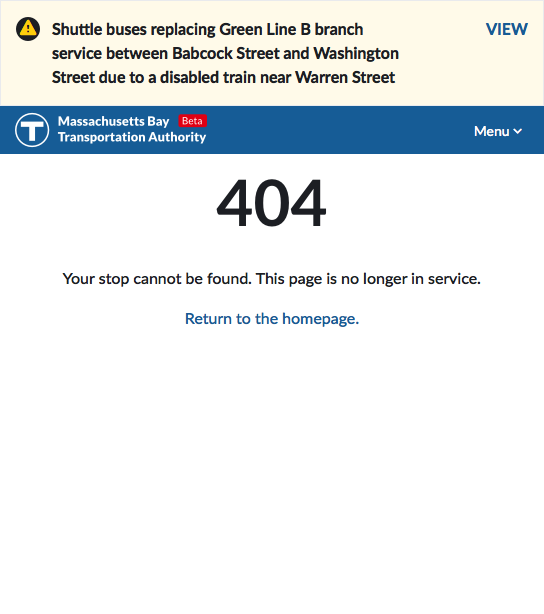 Shuttle buses replacing Green Line B branch
VIEW
service between Babcock Street and Washington
Street due to a disabled train near Warren Street
T
Massachusetts Bay Beta
Transportation Authority
Menu
404
Your stop cannot be found. This page is no longer in service.
Return to the homepage.